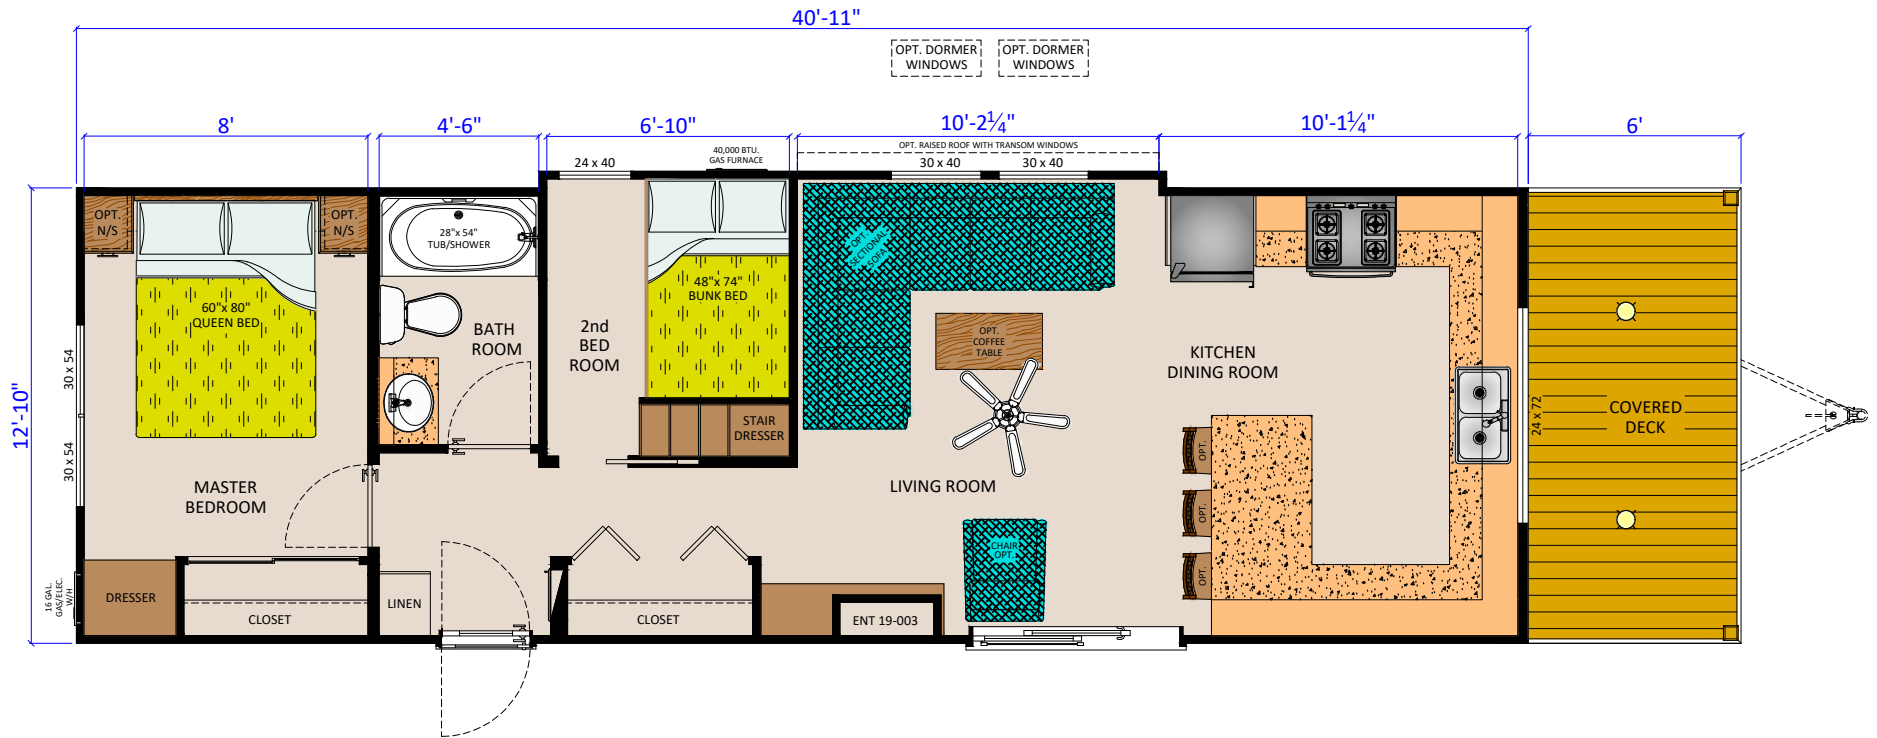 40'-11"
OPT. DORMER
WINDOWS
OPT. DORMER
WINDOWS
8'
4'-6"
6'-10"
10'-2¼"
10'-1¼"
6'
40,000 BTU.
GAS FURNACE
OPT. RAISED ROOF WITH TRANSOM WINDOWS
24 x 40
30 x 40
30 x 40
OPT.
N/S
OPT.
N/S
28"x 54"
TUB/SHOWER
OPT.
SECTIONAL
SOFA
60"x 80"
QUEEN BED
48"x 74"
BUNK BED
BATH
ROOM
2nd
BED
ROOM
OPT.
COFFEE
TABLE
KITCHEN
DINING ROOM
30 x 54
12'-10"
30 x 54
STAIR
DRESSER
24 x 72
COVERED
DECK
OPT.
OPT.
OPT.
MASTER
BEDROOM
LIVING ROOM
CHAIR
OPT.
16 GAL.
GAS/ELEC.
W/H
DRESSER
CLOSET
LINEN
CLOSET
ENT 19-003